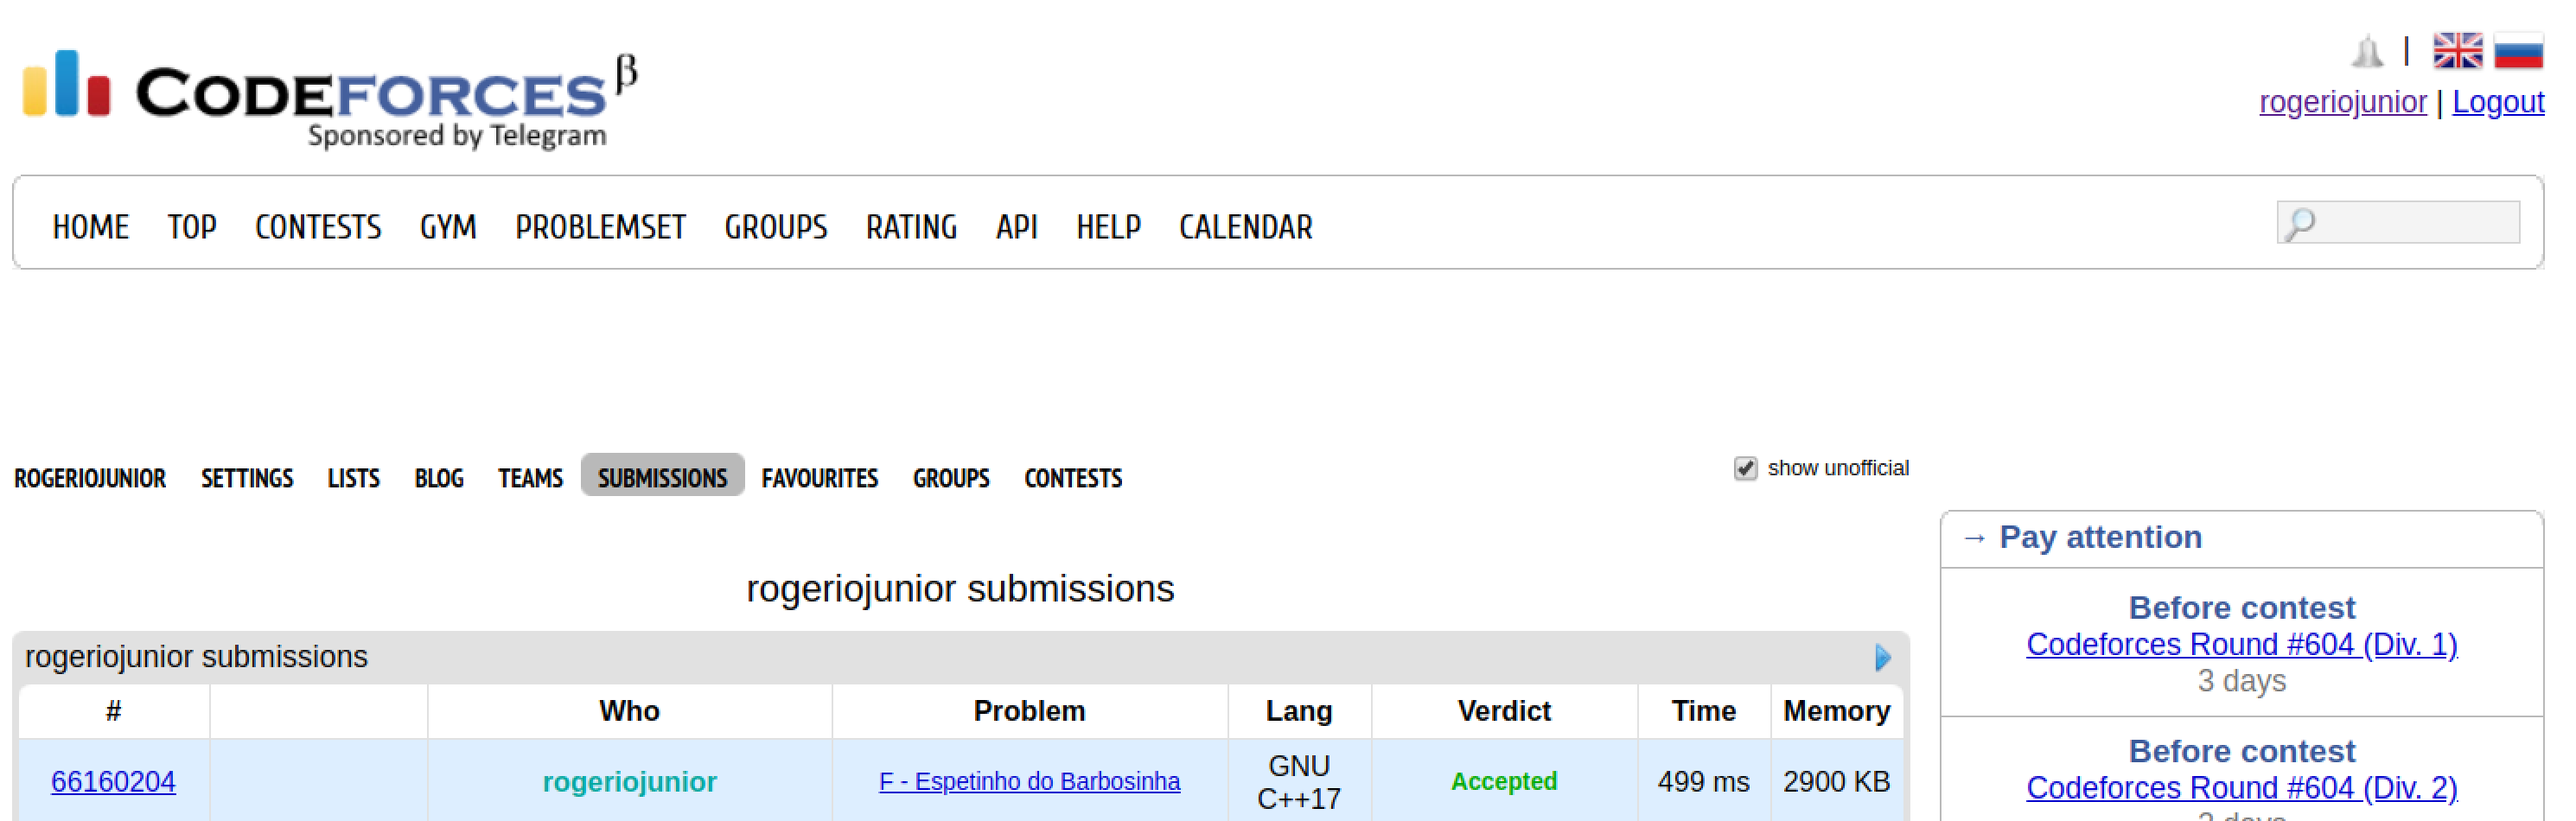 CODEFORCES β
Sponsored by Telegram
|
rogeriojunior | Logout
HOME TOP CONTESTS GYM PROBLEMSET GROUPS RATING API HELP CALENDAR
ROGERIOJUNIOR SETTINGS LISTS BLOG TEAMS SUBMISSIONS FAVOURITES GROUPS CONTESTS
show unofficial
rogeriojunior submissions
rogeriojunior submissions
# Who Problem Lang Verdict Time Memory
66160204 rogeriojunior F - Espetinho do Barbosinha GNU C++17 Accepted 499 ms 2900 KB
→ Pay attention
Before contest
Codeforces Round #604 (Div. 1)
3 days
Before contest
Codeforces Round #604 (Div. 2)